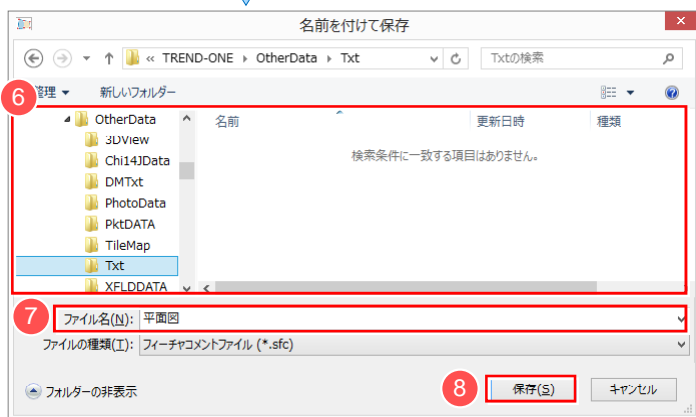 名前を付けて保存
« TREND-ONE OtherData Txt
Txtの検索
6
整理 新しいフォルダー
OtherData
3DView
Chi14JData
DMTxt
PhotoData
PktDATA
TileMap
Txt
XFLDDATA
名前 更新日時 種類
検索条件に一致する項目はありません。
7
ファイル名(N): 平面図
ファイルの種類(T): フィーチャコメントファイル (*.sfc)
フォルダーの非表示
8
保存(S) キャンセル